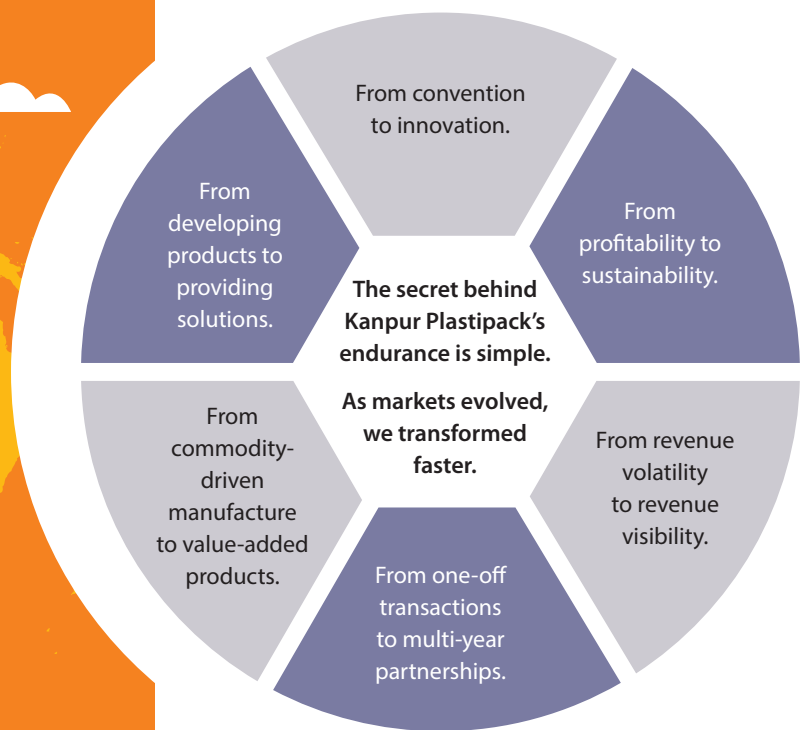 From convention
to innovation.
From
profitability to
sustainability.
From revenue
volatility
to revenue
visibility.
From one-off
transactions
to multi-year
partnerships.
From
commodity-
driven
manufacture
to value-added
products.
From
developing
products to
providing
solutions.
The secret behind
Kanpur Plastipack’s
endurance is simple.
As markets evolved,
we transformed
faster.